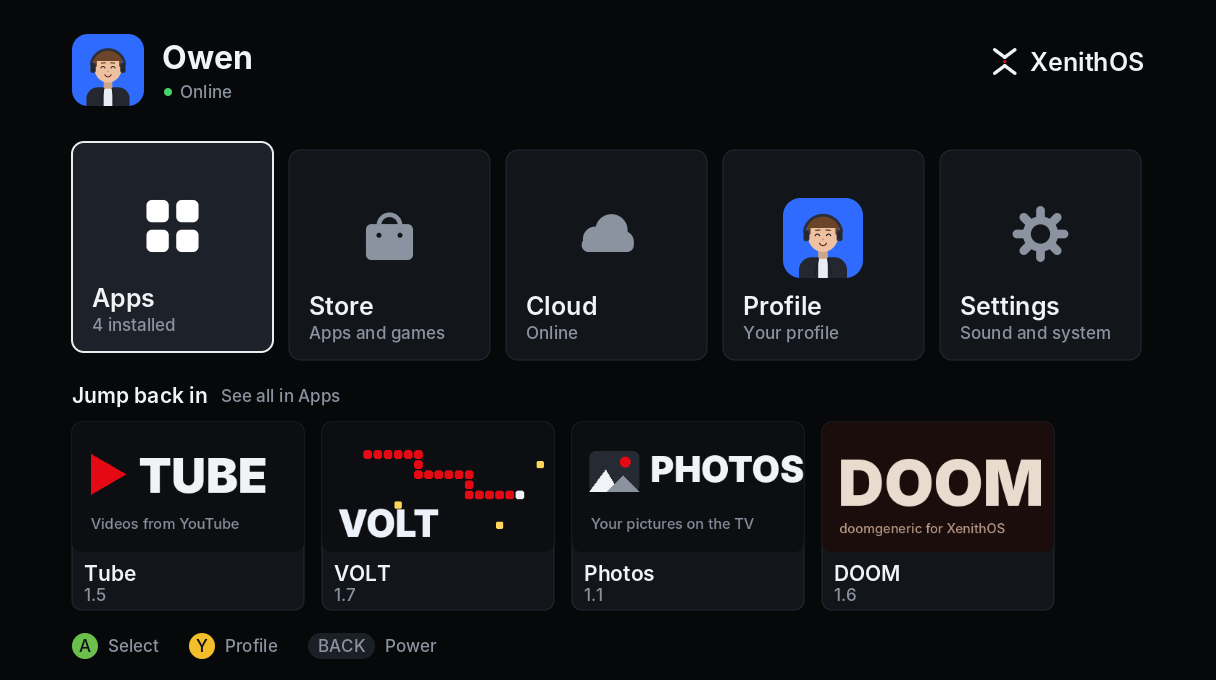 Owen
Online
XenithOS
Apps
4 installed
Store
Apps and games
Cloud
Online
Profile
Your profile
Settings
Sound and system
Jump back in See all in Apps
TUBE
Videos from YouTube
Tube
1.5
VOLT
VOLT
1.7
PHOTOS
Your pictures on the TV
Photos
1.1
DOOM
doomgeneric for XenithOS
DOOM
1.6
A Select Y Profile BACK Power